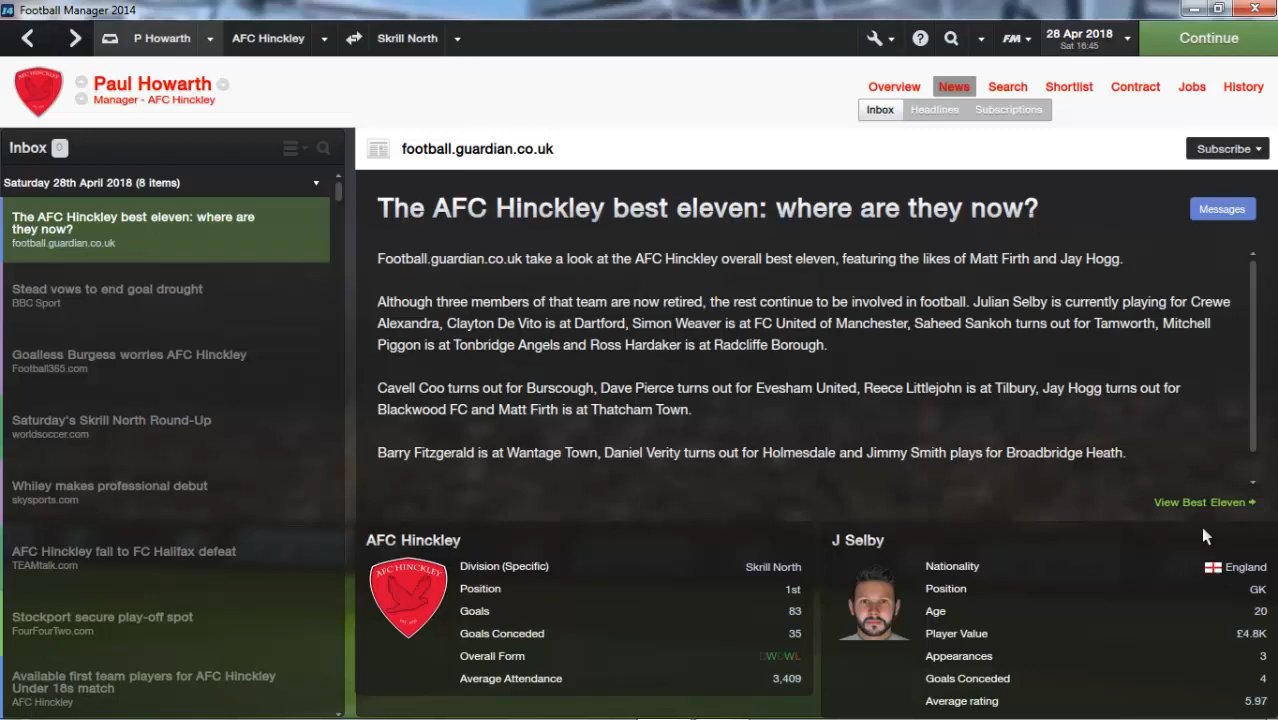 Football Manager 2014
P Howarth
AFC Hinckley
Skrill North
FM
28 Apr 2018
Sat 16:45
Continue
AFC HINCKLEY
Paul Howarth
Manager - AFC Hinckley
Overview
News
Search
Shortlist
Contract
Jobs
History
Inbox
Headlines
Subscriptions
Inbox
0
football.guardian.co.uk
Subscribe
Saturday 28th April 2018 (8 items)
The AFC Hinckley best eleven: where are
they now?
football.guardian.co.uk
Stead vows to end goal drought
BBC Sport
Goalless Burgess worries AFC Hinckley
Football365.com
Saturday's Skrill North Round-Up
worldsoccer.com
Whiley makes professional debut
skysports.com
AFC Hinckley fall to FC Halifax defeat
TEAMtalk.com
Stockport secure play-off spot
FourFourTwo.com
Available first team players for AFC Hinckley
Under 18s match
AFC Hinckley
The AFC Hinckley best eleven: where are they now?
Messages
Football.guardian.co.uk take a look at the AFC Hinckley overall best eleven, featuring the likes of Matt Firth and Jay Hogg.
Although three members of that team are now retired, the rest continue to be involved in football. Julian Selby is currently playing for Crewe
Alexandra, Clayton De Vito is at Dartford, Simon Weaver is at FC United of Manchester, Saheed Sankoh turns out for Tamworth, Mitchell
Piggon is at Tonbridge Angels and Ross Hardaker is at Radcliffe Borough.
Cavell Coo turns out for Burscough, Dave Pierce turns out for Evesham United, Reece Littlejohn is at Tilbury, Jay Hogg turns out for
Blackwood FC and Matt Firth is at Thatcham Town.
Barry Fitzgerald is at Wantage Town, Daniel Verity turns out for Holmesdale and Jimmy Smith plays for Broadbridge Heath.
View Best Eleven
AFC Hinckley
AFC HINCKLEY
Division (Specific) Skrill North
Position 1st
Goals 83
Goals Conceded 35
Overall Form DWDWL
Average Attendance 3,409
J Selby
Nationality England
Position GK
Age 20
Player Value £4.8K
Appearances 3
Goals Conceded 4
Average rating 5.97